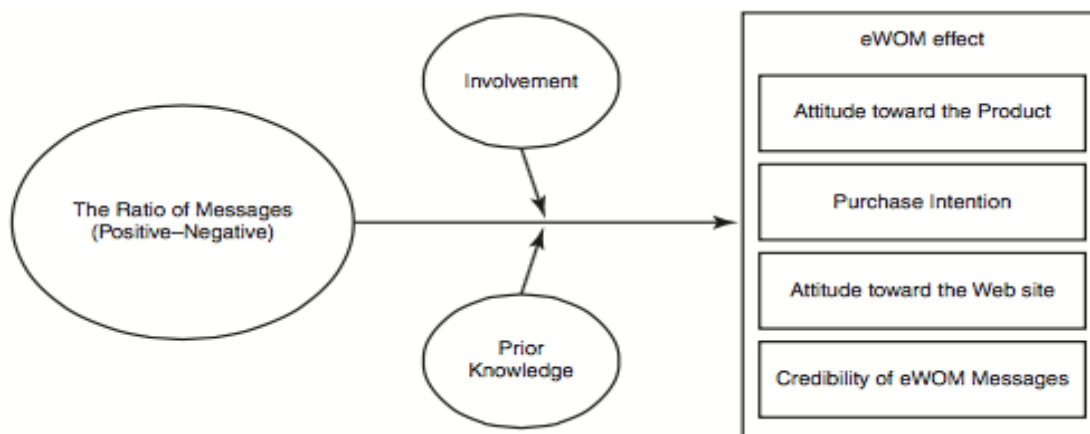 Involvement
The Ratio of Messages
(Positive–Negative)
Prior
Knowledge
eWOM effect
Attitude toward the Product
Purchase Intention
Attitude toward the Web site
Credibility of eWOM Messages